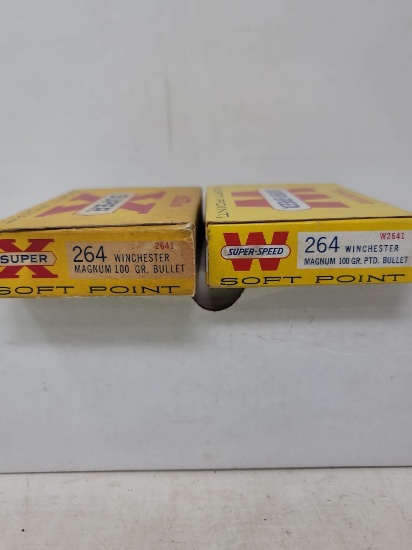 X
SUPER
2641
264 WINCHESTER
MAGNUM 100 GR. BULLET
SOFT POINT
W
SUPER-SPEED
W2641
264 WINCHESTER
MAGNUM 100 GR. PTD. BULLET
SOFT POINT
X
SUPER
W